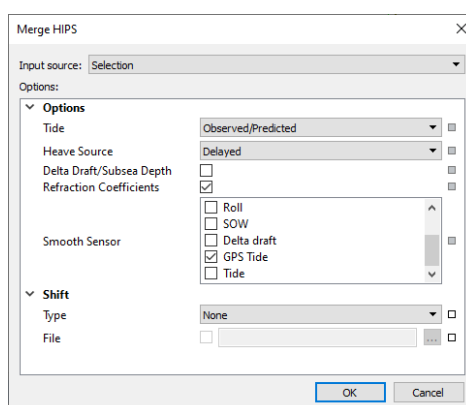 Merge HIPS
Input source: Selection
Options:
Options
Tide Observed/Predicted
Heave Source Delayed
Delta Draft/Subsea Depth
Refraction Coefficients
Roll
SOW
Smooth Sensor Delta draft
GPS Tide
Tide
Shift
Type None
File ...
OK Cancel